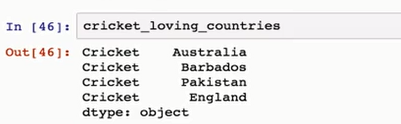 In [46]: cricket_loving_countries
Out[46]: Cricket    Australia
Cricket     Barbados
Cricket     Pakistan
Cricket      England
dtype: object